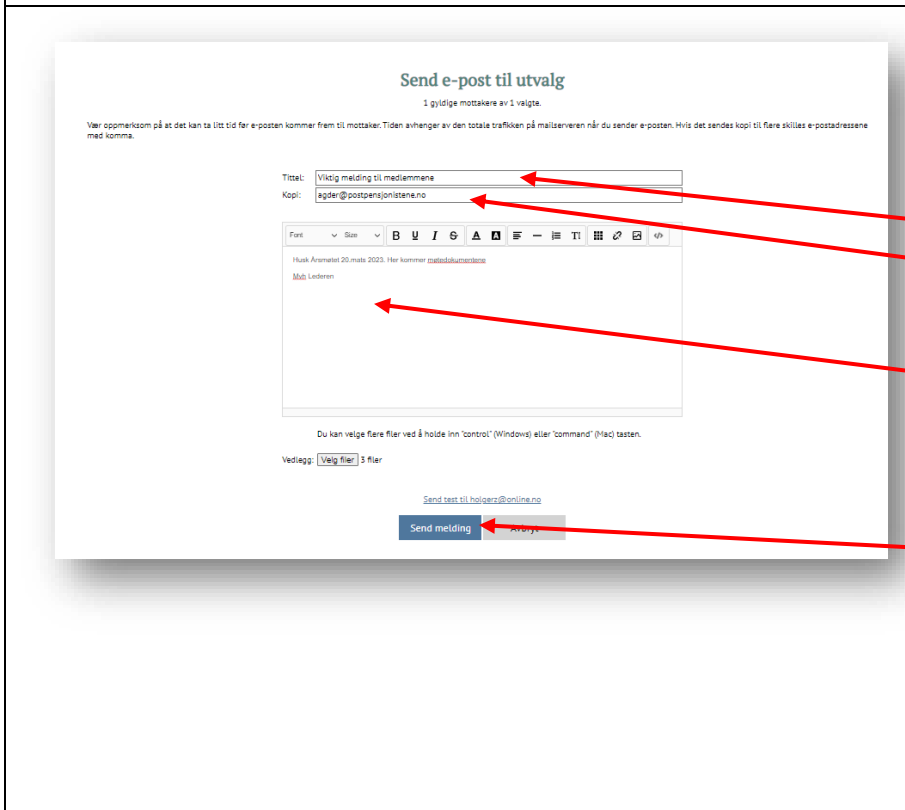 Send e-post til utvalg
1 gyldige mottakere av 1 valgte.
Vær oppmerksom på at det kan ta litt tid før e-posten kommer frem til mottaker. Tiden avhenger av den totale trafikken på mailserveren når du sender e-posten. Hvis det sendes kopi til flere skilles e-postadressene
med komma.
Tittel: Viktig melding til medlemmene
Kopi: agder@postpensjonistene.no
Font Size B U I S A A T
Husk Årsmøtet 20.mats 2023. Her kommer møtedokumentene
Mvh Lederen
Du kan velge flere filer ved å holde inn "control" (Windows) eller "command" (Mac) tasten.
Vedlegg: Velg filer 3 filer
Send test til holgerz@online.no
Send melding Avbryt